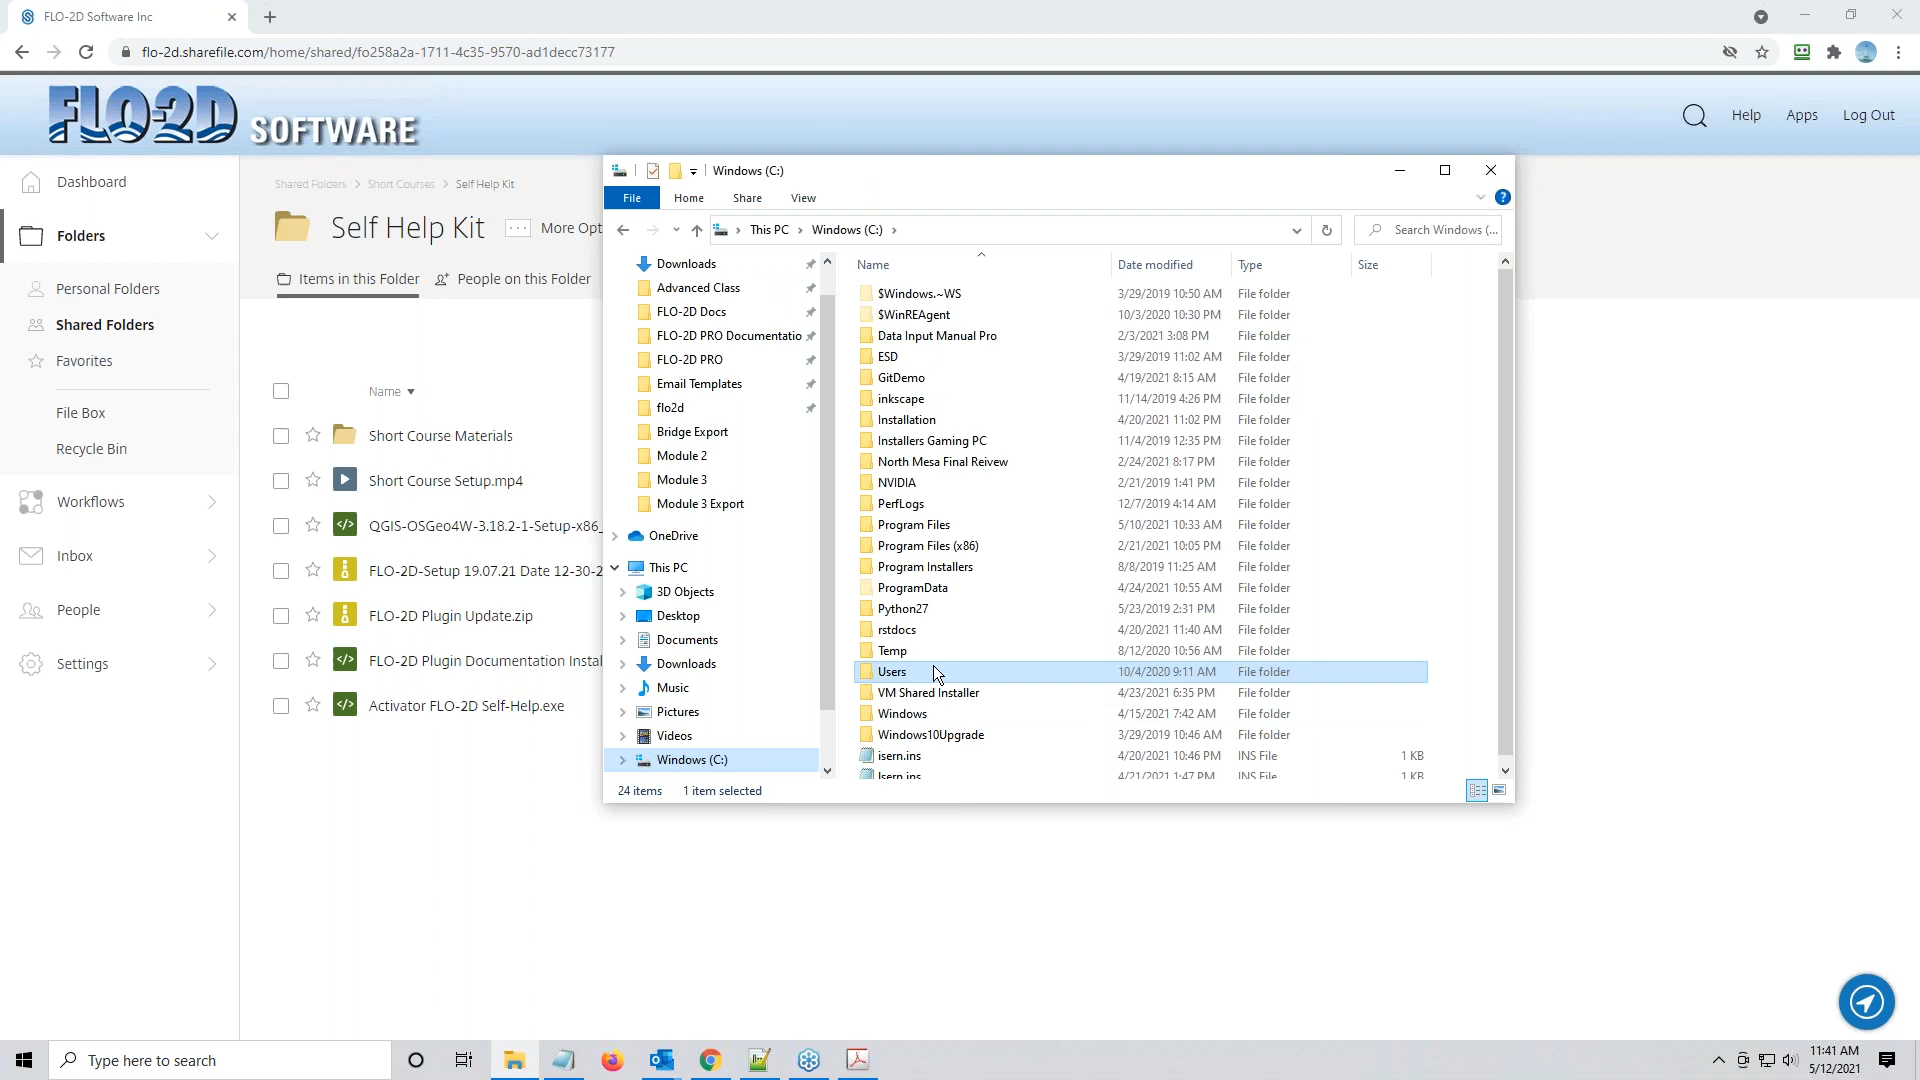 FLO-2D Software Inc
flo-2d.sharefile.com/home/shared/fo258a2a-1711-4c35-9570-ad1decc73177
FLO-2D SOFTWARE
Help
Apps
Log Out
Dashboard
Folders
Personal Folders
Shared Folders
Favorites
File Box
Recycle Bin
Workflows
Inbox
People
Settings
Shared Folders > Short Courses > Self Help Kit
Self Help Kit
More Opt
Items in this Folder
People on this Folder
Name
Short Course Materials
Short Course Setup.mp4
QGIS-OSGeo4W-3.18.2-1-Setup-x86_
FLO-2D-Setup 19.07.21 Date 12-30-2
FLO-2D Plugin Update.zip
FLO-2D Plugin Documentation Instal
Activator FLO-2D Self-Help.exe
Windows (C:)
File
Home
Share
View
This PC > Windows (C:) >
Search Windows (...
Downloads
Advanced Class
FLO-2D Docs
FLO-2D PRO Documentatio
FLO-2D PRO
Email Templates
flo2d
Bridge Export
Module 2
Module 3
Module 3 Export
OneDrive
This PC
3D Objects
Desktop
Documents
Downloads
Music
Pictures
Videos
Windows (C:)
Name Date modified Type Size
$Windows.~WS 3/29/2019 10:50 AM File folder
$WinREAgent 10/3/2020 10:30 PM File folder
Data Input Manual Pro 2/3/2021 3:08 PM File folder
ESD 3/29/2019 11:02 AM File folder
GitDemo 4/19/2021 8:15 AM File folder
inkscape 11/14/2019 4:26 PM File folder
Installation 4/20/2021 11:02 PM File folder
Installers Gaming PC 11/4/2019 12:35 PM File folder
North Mesa Final Reivew 2/24/2021 8:17 PM File folder
NVIDIA 2/21/2019 1:41 PM File folder
PerfLogs 12/7/2019 4:14 AM File folder
Program Files 5/10/2021 10:33 AM File folder
Program Files (x86) 2/21/2021 10:05 PM File folder
Program Installers 8/8/2019 11:25 AM File folder
ProgramData 4/24/2021 10:55 AM File folder
Python27 5/23/2019 2:31 PM File folder
rstdocs 4/20/2021 11:40 AM File folder
Temp 8/12/2020 10:56 AM File folder
Users 10/4/2020 9:11 AM File folder
VM Shared Installer 4/23/2021 6:35 PM File folder
Windows 4/15/2021 7:42 AM File folder
Windows10Upgrade 3/29/2019 10:46 AM File folder
isern.ins 4/20/2021 10:46 PM INS File 1 KB
Isern.ins 4/21/2021 1:47 PM INS File 1 KB
24 items 1 item selected
Type here to search
11:41 AM
5/12/2021